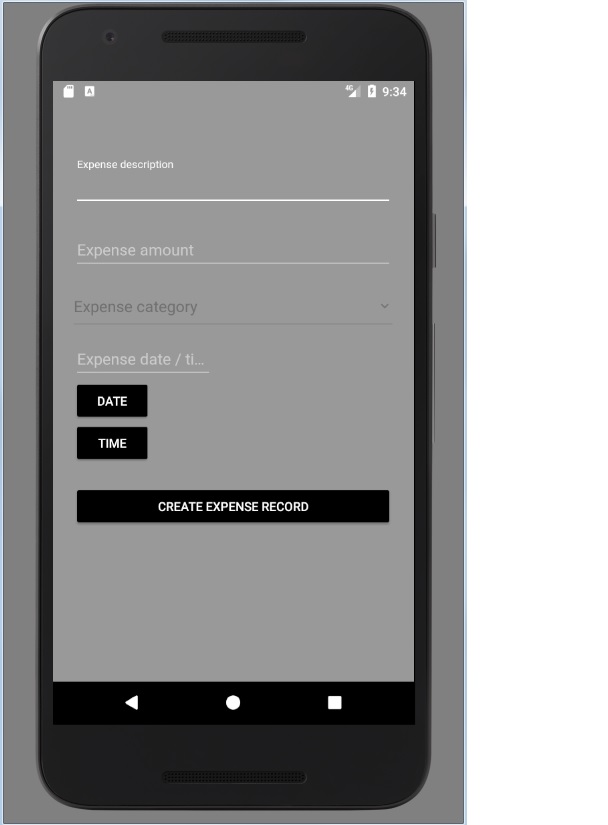 A 4G 9:34
Expense description
Expense amount
Expense category
Expense date / ti...
DATE
TIME
CREATE EXPENSE RECORD